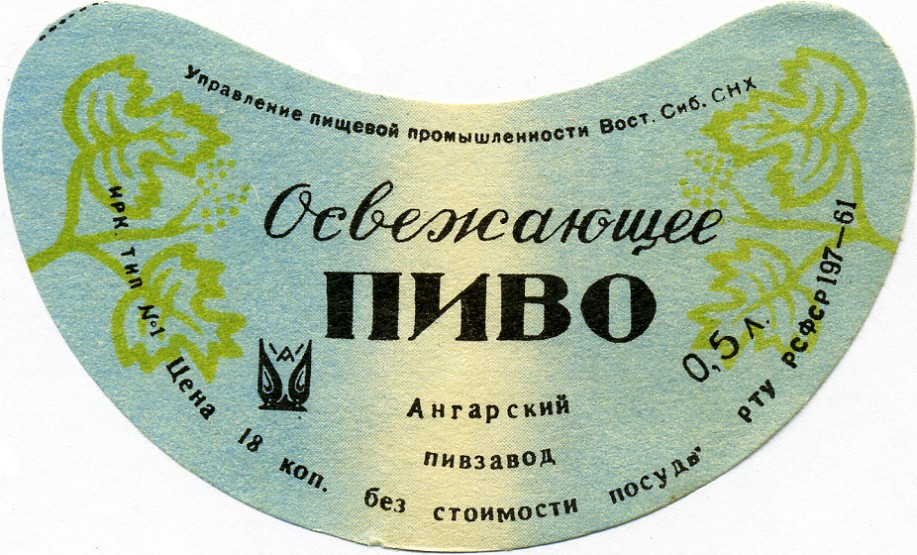 Управление пищевой промышленности Вост. Сиб. СНХ
Освежающее
ПИВО
0,5 л.
Ангарский
пивзавод
ИРК. ТИП №1 Цена 18 коп. без стоимости посуды РТУ РСФСР 197—61